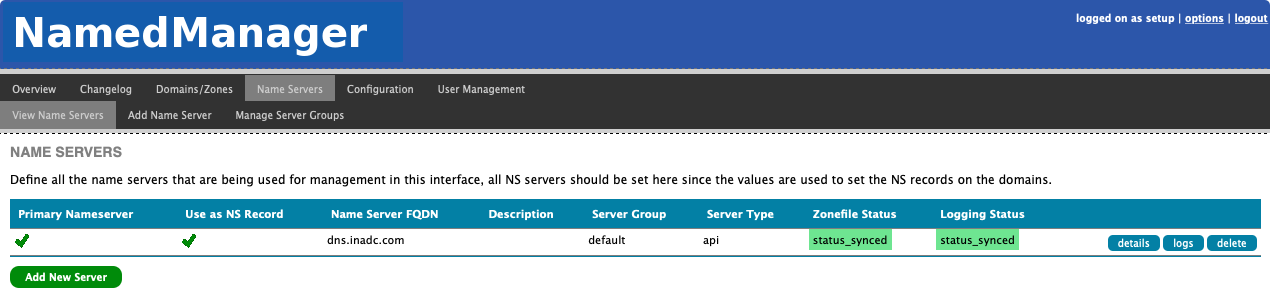 NamedManager
logged on as setup | options | logout
Overview Changelog Domains/Zones Name Servers Configuration User Management
View Name Servers Add Name Server Manage Server Groups
NAME SERVERS
Define all the name servers that are being used for management in this interface, all NS servers should be set here since the values are used to set the NS records on the domains.
Primary Nameserver Use as NS Record Name Server FQDN Description Server Group Server Type Zonefile Status Logging Status
dns.inadc.com default api status_synced status_synced details logs delete
Add New Server